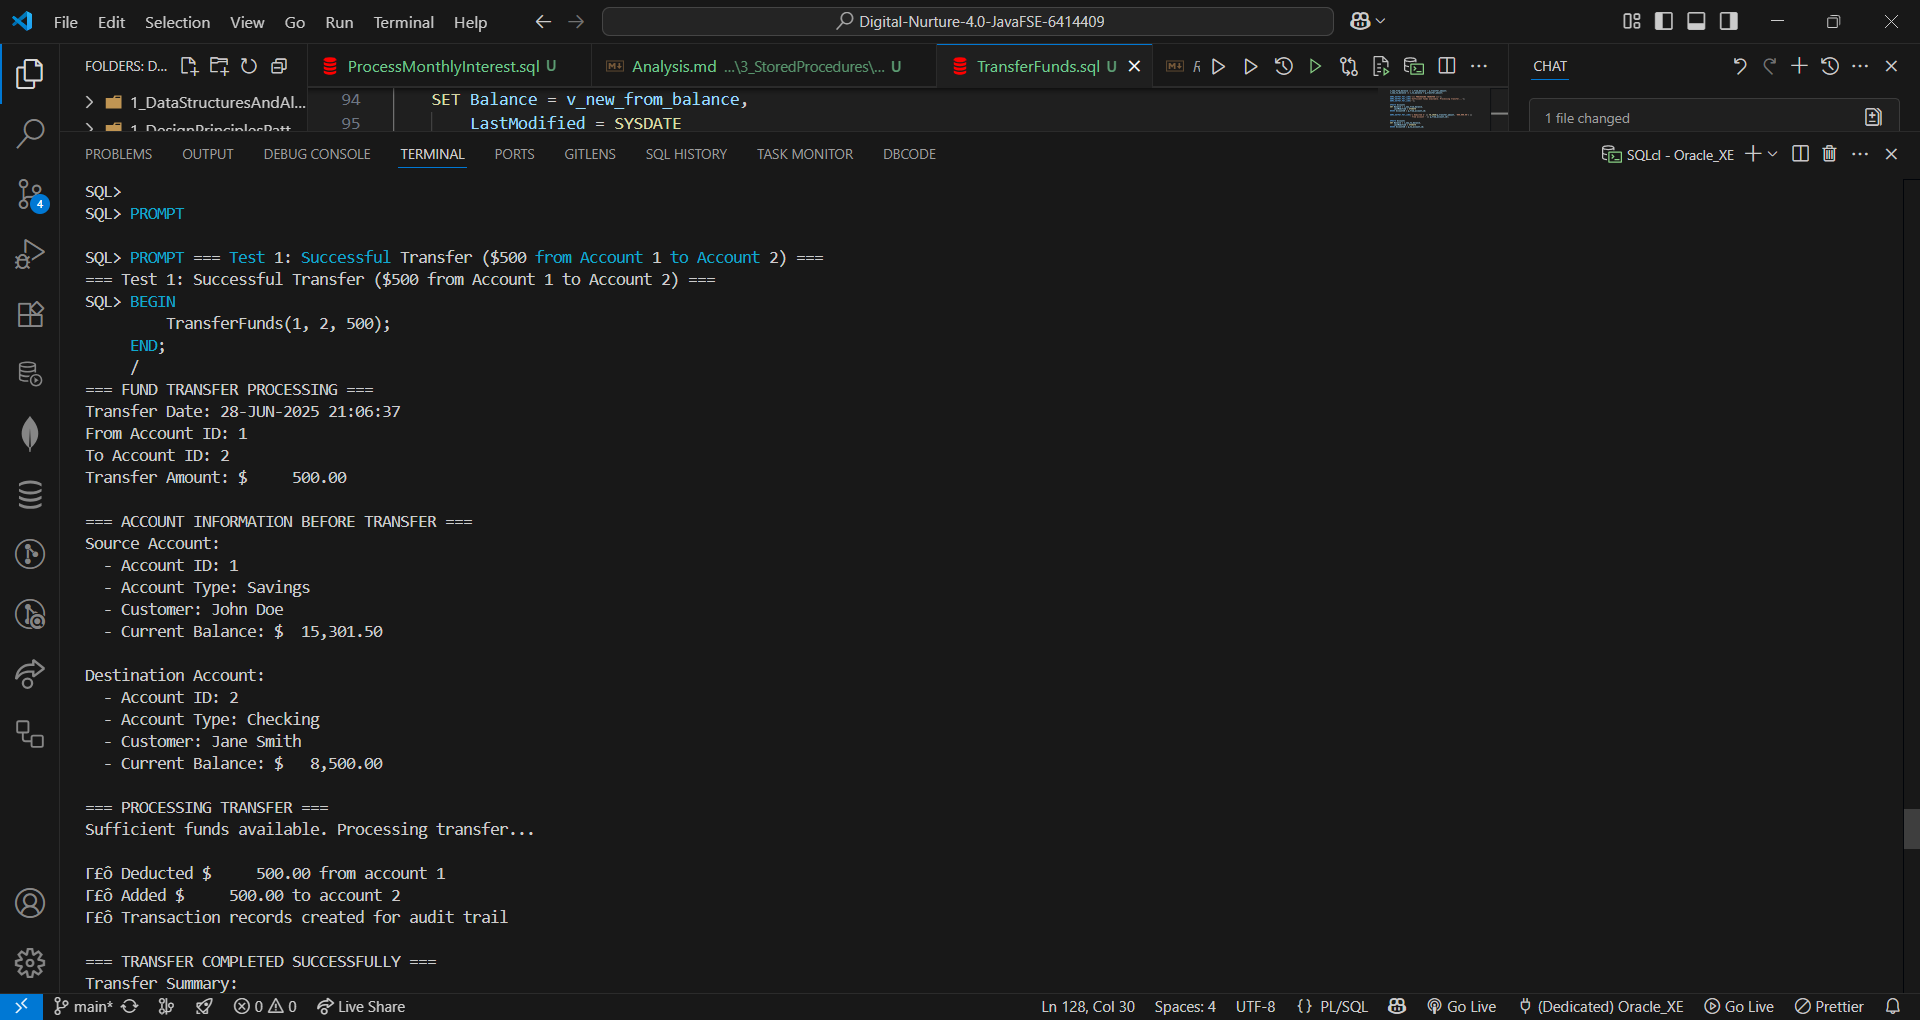 File Edit Selection View Go Run Terminal Help
Digital-Nurture-4.0-JavaFSE-6414409
FOLDERS: D...
ProcessMonthlyInterest.sql U
Analysis.md ...\3_StoredProcedures\... U
TransferFunds.sql U
CHAT
1_DataStructuresAndAl...
1_DesignPrinciplesPatt...
94 SET Balance = v_new_from_balance,
95 LastModified = SYSDATE
1 file changed
PROBLEMS OUTPUT DEBUG CONSOLE TERMINAL PORTS GITLENS SQL HISTORY TASK MONITOR DBCODE
SQLcl - Oracle_XE
4
SQL>
SQL> PROMPT
SQL> PROMPT === Test 1: Successful Transfer ($500 from Account 1 to Account 2) ===
=== Test 1: Successful Transfer ($500 from Account 1 to Account 2) ===
SQL> BEGIN
TransferFunds(1, 2, 500);
END;
/
=== FUND TRANSFER PROCESSING ===
Transfer Date: 28-JUN-2025 21:06:37
From Account ID: 1
To Account ID: 2
Transfer Amount: $     500.00
=== ACCOUNT INFORMATION BEFORE TRANSFER ===
Source Account:
- Account ID: 1
- Account Type: Savings
- Customer: John Doe
- Current Balance: $  15,301.50
Destination Account:
- Account ID: 2
- Account Type: Checking
- Customer: Jane Smith
- Current Balance: $   8,500.00
=== PROCESSING TRANSFER ===
Sufficient funds available. Processing transfer...
Γ£ô Deducted $     500.00 from account 1
Γ£ô Added $     500.00 to account 2
Γ£ô Transaction records created for audit trail
=== TRANSFER COMPLETED SUCCESSFULLY ===
Transfer Summary:
main* 0 0 Live Share
Ln 128, Col 30 Spaces: 4 UTF-8 {} PL/SQL Go Live (Dedicated) Oracle_XE Go Live Prettier